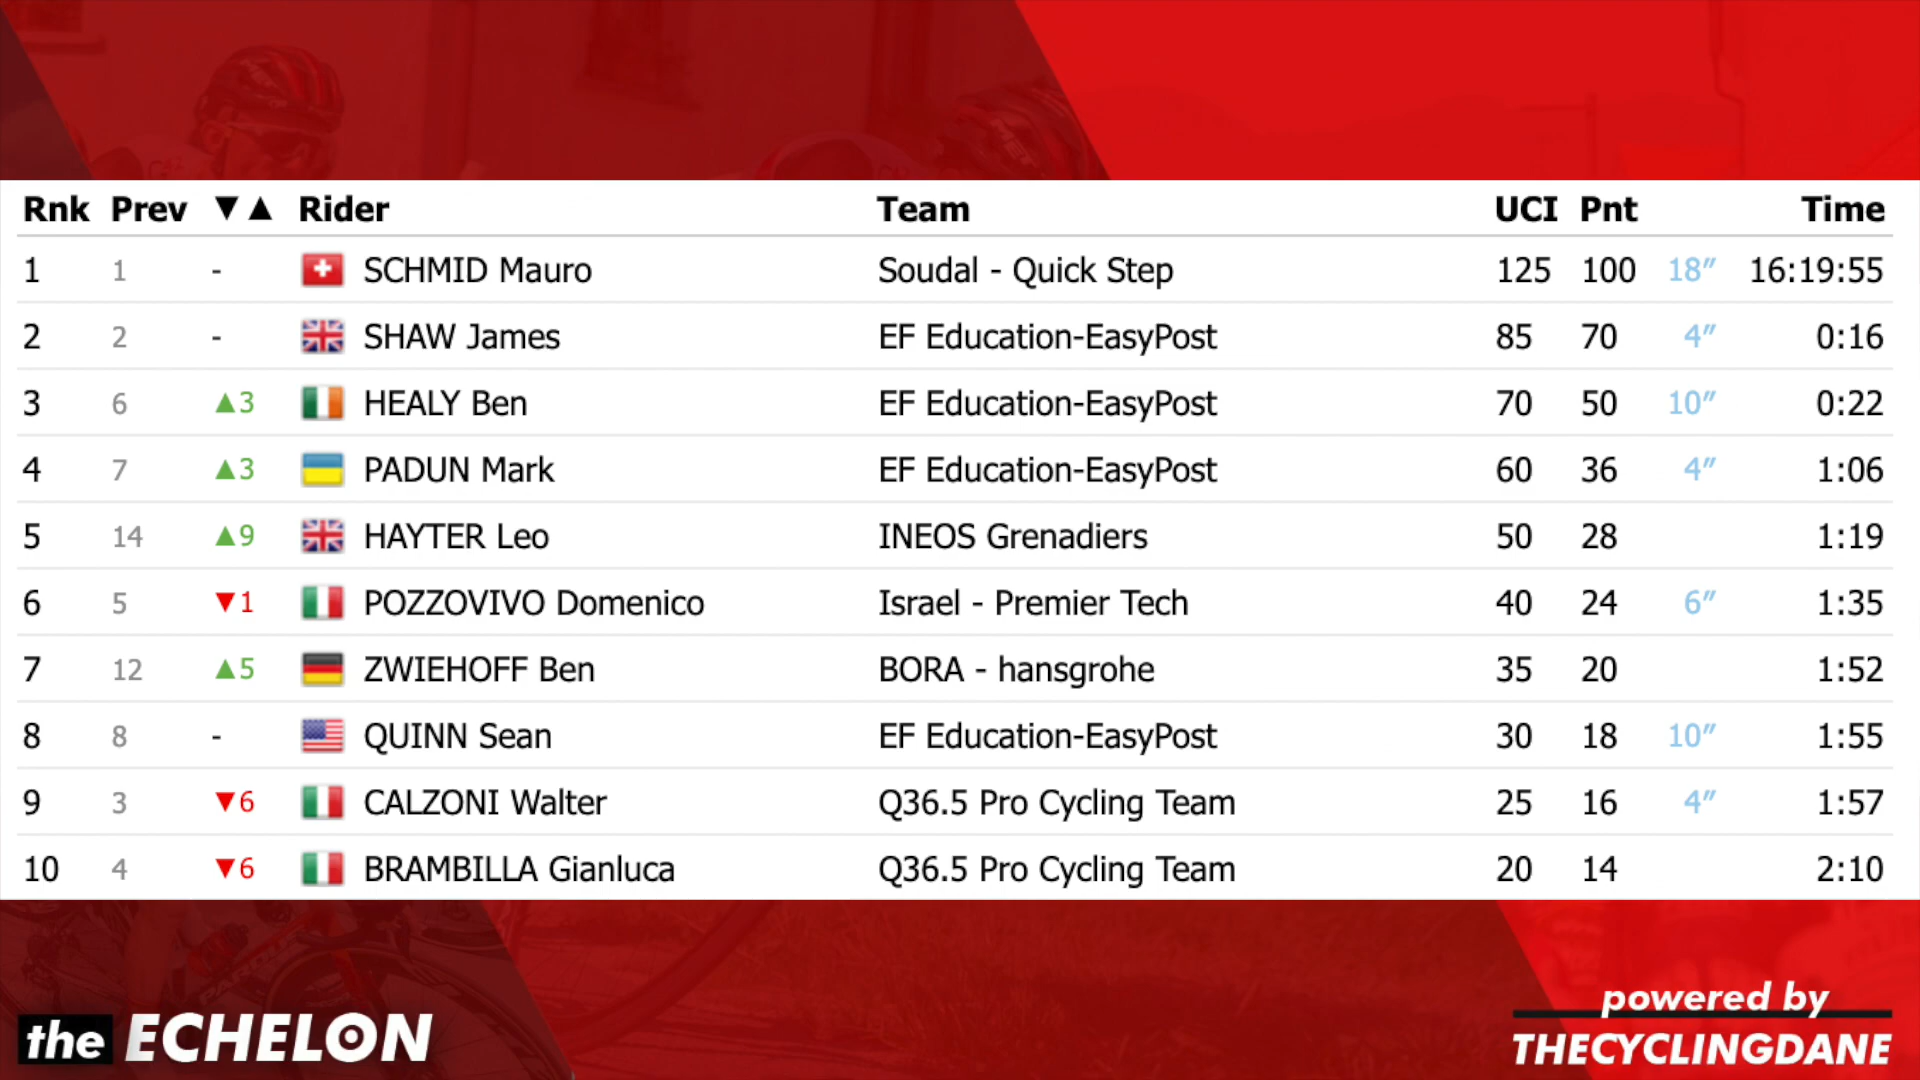 Rnk Prev ▼▲ Rider Team UCI Pnt Time
1 1 - SCHMID Mauro Soudal - Quick Step 125 100 18″ 16:19:55
2 2 - SHAW James EF Education-EasyPost 85 70 4″ 0:16
3 6 ▲3 HEALY Ben EF Education-EasyPost 70 50 10″ 0:22
4 7 ▲3 PADUN Mark EF Education-EasyPost 60 36 4″ 1:06
5 14 ▲9 HAYTER Leo INEOS Grenadiers 50 28 1:19
6 5 ▼1 POZZOVIVO Domenico Israel - Premier Tech 40 24 6″ 1:35
7 12 ▲5 ZWIEHOFF Ben BORA - hansgrohe 35 20 1:52
8 8 - QUINN Sean EF Education-EasyPost 30 18 10″ 1:55
9 3 ▼6 CALZONI Walter Q36.5 Pro Cycling Team 25 16 4″ 1:57
10 4 ▼6 BRAMBILLA Gianluca Q36.5 Pro Cycling Team 20 14 2:10
the ECHELON
powered by
THECYCLINGDANE